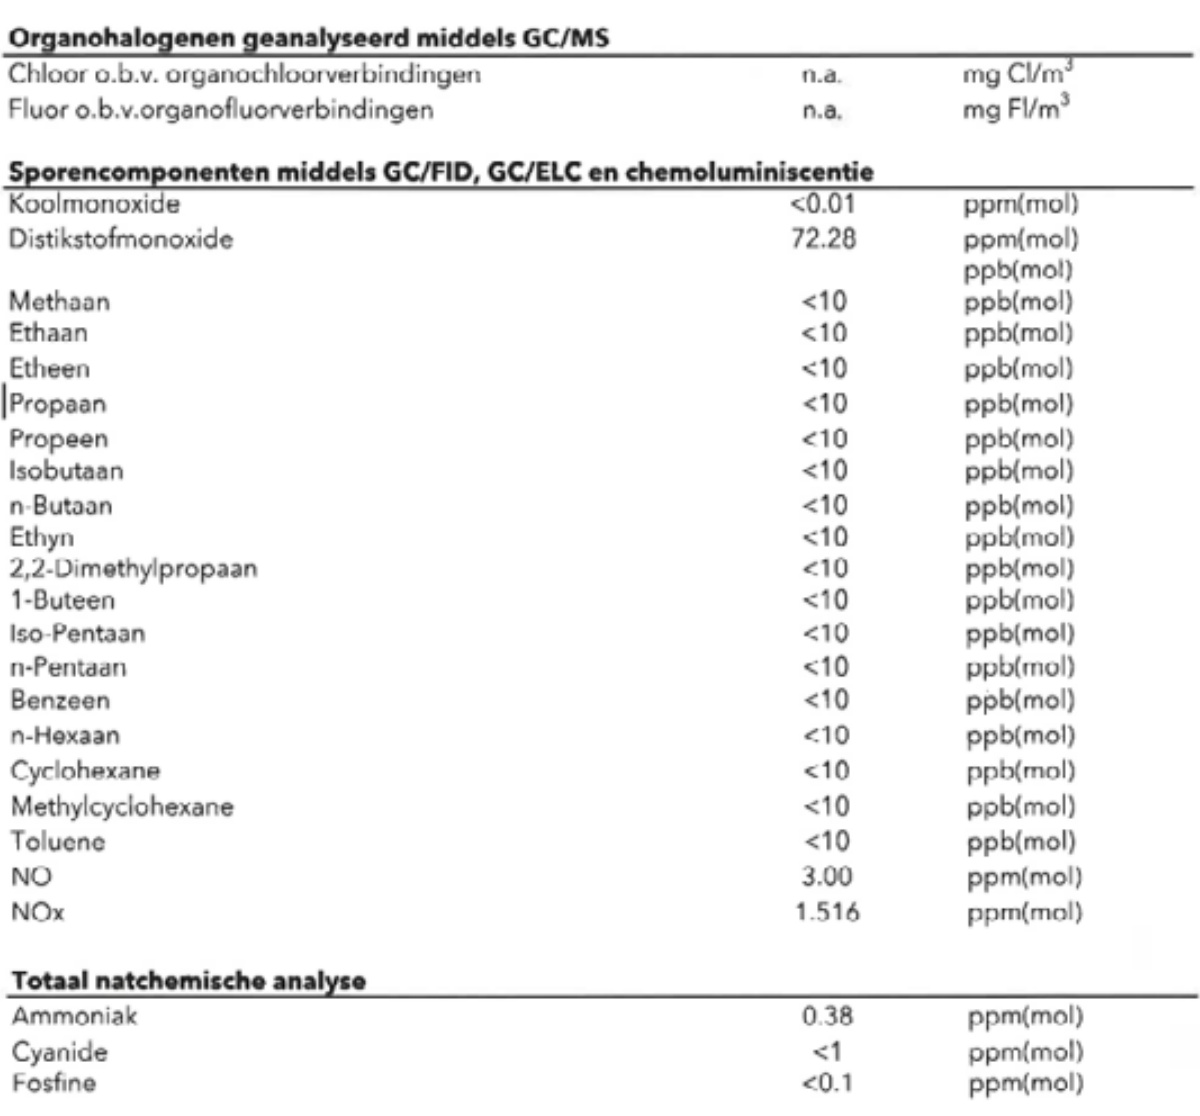 Organohalogenen geanalyseerd middels GC/MS
Chloor o.b.v. organochloorverbindingen n.a. mg Cl/m³
Fluor o.b.v.organofluorverbindingen n.a. mg Fl/m³
Sporencomponenten middels GC/FID, GC/ELC en chemoluminiscentie
Koolmonoxide <0.01 ppm(mol)
Distikstofmonoxide 72.28 ppm(mol)
ppb(mol)
Methaan <10 ppb(mol)
Ethaan <10 ppb(mol)
Etheen <10 ppb(mol)
Propaan <10 ppb(mol)
Propeen <10 ppb(mol)
Isobutaan <10 ppb(mol)
n-Butaan <10 ppb(mol)
Ethyn <10 ppb(mol)
2,2-Dimethylpropaan <10 ppb(mol)
1-Buteen <10 ppb(mol)
Iso-Pentaan <10 ppb(mol)
n-Pentaan <10 ppb(mol)
Benzeen <10 ppb(mol)
n-Hexaan <10 ppb(mol)
Cyclohexane <10 ppb(mol)
Methylcyclohexane <10 ppb(mol)
Toluene <10 ppb(mol)
NO 3.00 ppm(mol)
NOx 1.516 ppm(mol)
Totaal natchemische analyse
Ammoniak 0.38 ppm(mol)
Cyanide <1 ppm(mol)
Fosfine <0.1 ppm(mol)